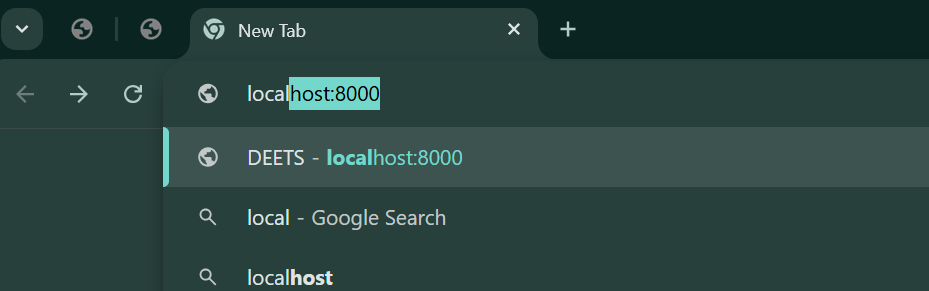 New Tab
localhost:8000
DEETS - localhost:8000
local - Google Search
localhost